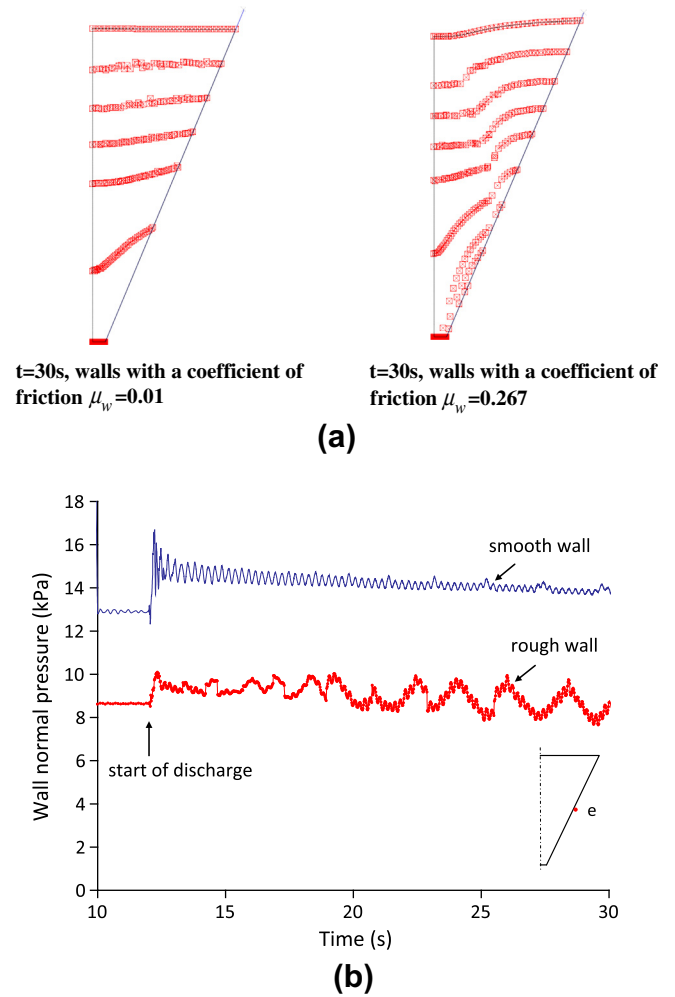 t=30s, walls with a coefficient of
friction μw=0.01
t=30s, walls with a coefficient of
friction μw=0.267
(a)
18
16
14
12
10
8
6
4
2
0
Wall normal pressure (kPa)
smooth wall
rough wall
start of discharge
e
10
15
20
25
30
Time (s)
(b)